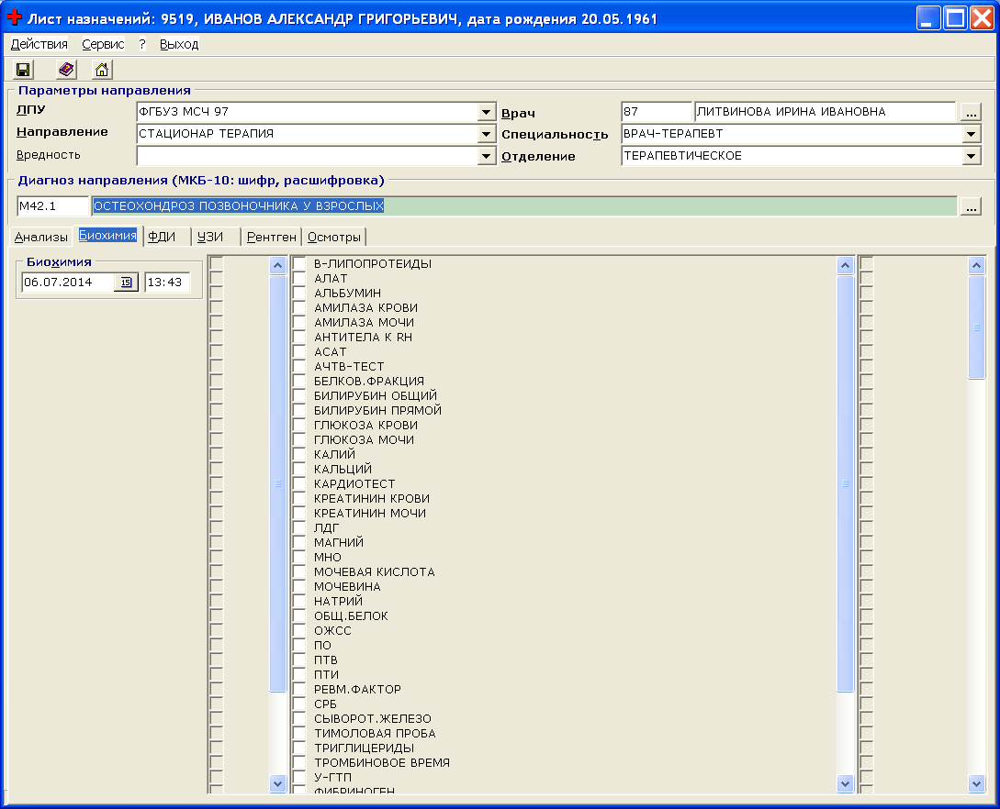 Лист назначений: 9519, ИВАНОВ АЛЕКСАНДР ГРИГОРЬЕВИЧ, дата рождения 20.05.1961
Действия Сервис ? Выход
Параметры направления
ЛПУ ФГБУЗ МСЧ 97 Врач 87 ЛИТВИНОВА ИРИНА ИВАНОВНА ...
Направление СТАЦИОНАР ТЕРАПИЯ Специальность ВРАЧ-ТЕРАПЕВТ
Вредность Отделение ТЕРАПЕВТИЧЕСКОЕ
Диагноз направления (МКБ-10: шифр, расшифровка)
М42.1 ОСТЕОХОНДРОЗ ПОЗВОНОЧНИКА У ВЗРОСЛЫХ ...
Анализы Биохимия ФДИ УЗИ Рентген Осмотры
Биохимия
06.07.2014 15 13:43
В-ЛИПОПРОТЕИДЫ
АЛАТ
АЛЬБУМИН
АМИЛАЗА КРОВИ
АМИЛАЗА МОЧИ
АНТИТЕЛА К RH
АСАТ
АЧТВ-ТЕСТ
БЕЛКОВ.ФРАКЦИЯ
БИЛИРУБИН ОБЩИЙ
БИЛИРУБИН ПРЯМОЙ
ГЛЮКОЗА КРОВИ
ГЛЮКОЗА МОЧИ
КАЛИЙ
КАЛЬЦИЙ
КАРДИОТЕСТ
КРЕАТИНИН КРОВИ
КРЕАТИНИН МОЧИ
ЛДГ
МАГНИЙ
МНО
МОЧЕВАЯ КИСЛОТА
МОЧЕВИНА
НАТРИЙ
ОБЩ.БЕЛОК
ОЖСС
ПО
ПТВ
ПТИ
РЕВМ.ФАКТОР
СРБ
СЫВОРОТ.ЖЕЛЕЗО
ТИМОЛОВАЯ ПРОБА
ТРИГЛИЦЕРИДЫ
ТРОМБИНОВОЕ ВРЕМЯ
У-ГТП
ФИБРИНОГЕН